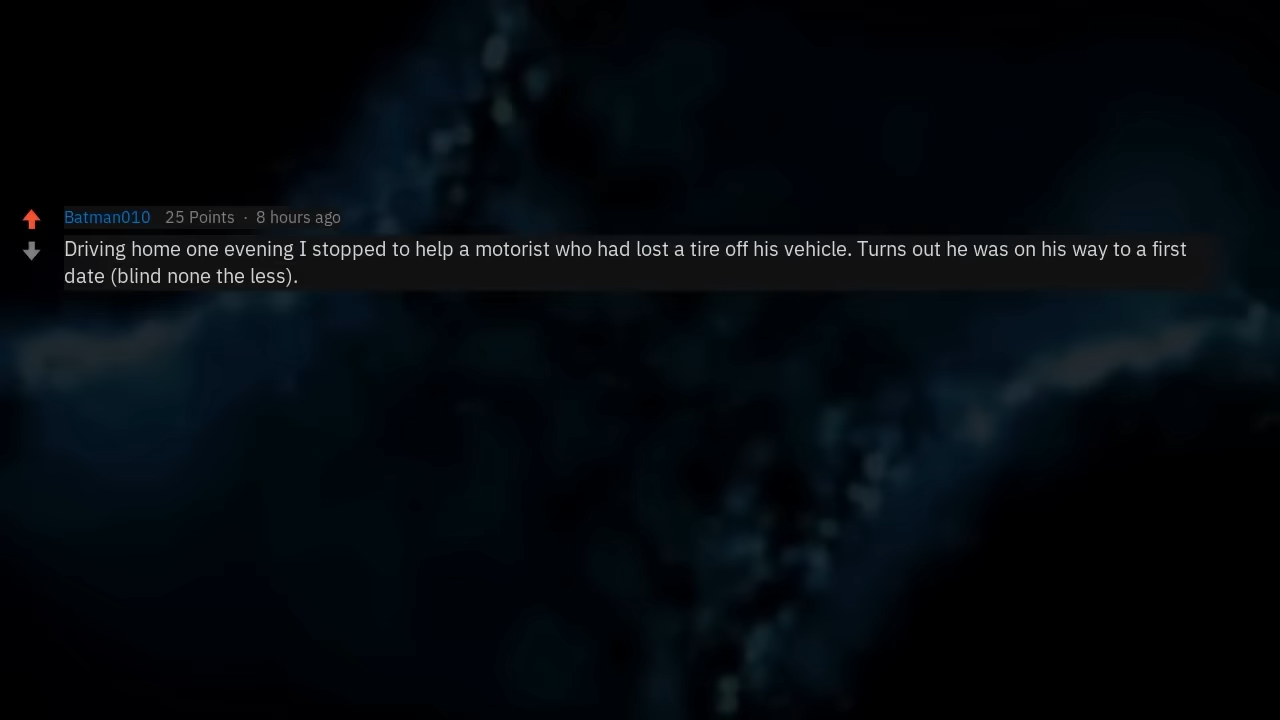 Batman010 25 Points · 8 hours ago
Driving home one evening I stopped to help a motorist who had lost a tire off his vehicle. Turns out he was on his way to a first
date (blind none the less).